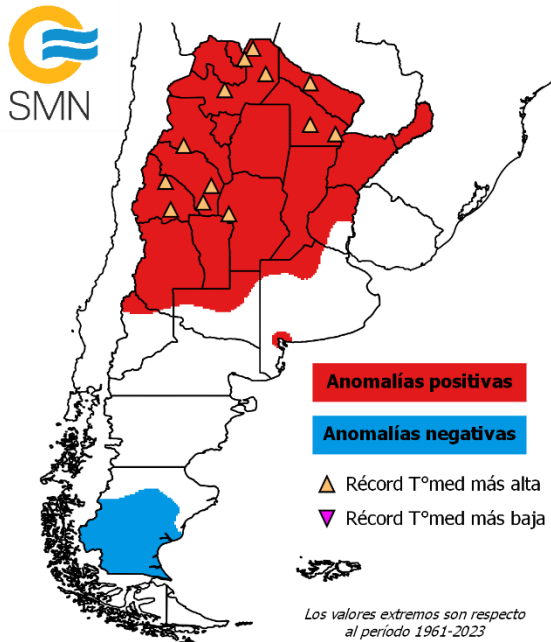 SMN
Anomalías positivas
Anomalías negativas
Récord T°med más alta
Récord T°med más baja
Los valores extremos son respecto
al período 1961-2023